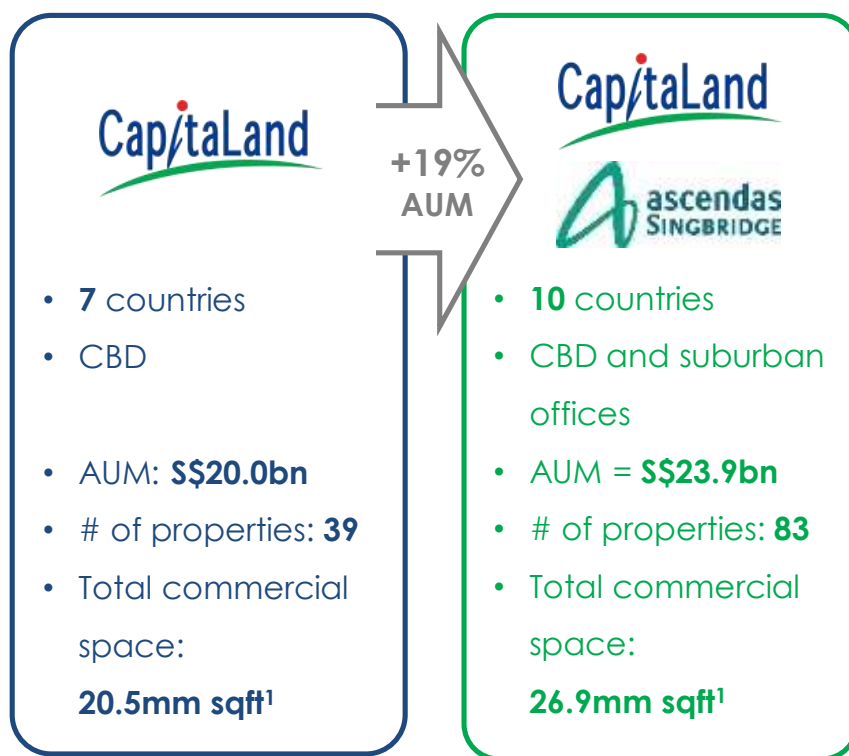 CapitaLand
• 7 countries
• CBD
• AUM: S$20.0bn
• # of properties: 39
• Total commercial
space:
20.5mm sqft¹
+19%
AUM
CapitaLand
ascendas
SINGBRIDGE
• 10 countries
• CBD and suburban
offices
• AUM = S$23.9bn
• # of properties: 83
• Total commercial
space:
26.9mm sqft¹